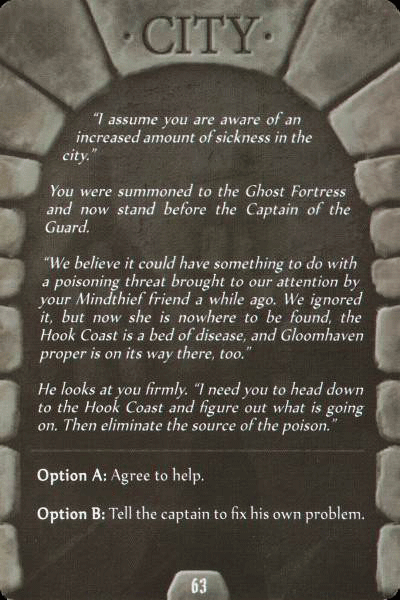 · CITY ·
"I assume you are aware of an
increased amount of sickness in the
city."
You were summoned to the Ghost Fortress
and now stand before the Captain of the
Guard.
"We believe it could have something to do with
a poisoning threat brought to our attention by
your Mindthief friend a while ago. We ignored
it, but now she is nowhere to be found, the
Hook Coast is a bed of disease, and Gloomhaven
proper is on its way there, too."
He looks at you firmly. "I need you to head down
to the Hook Coast and figure out what is going
on. Then eliminate the source of the poison."
Option A: Agree to help.
Option B: Tell the captain to fix his own problem.
63